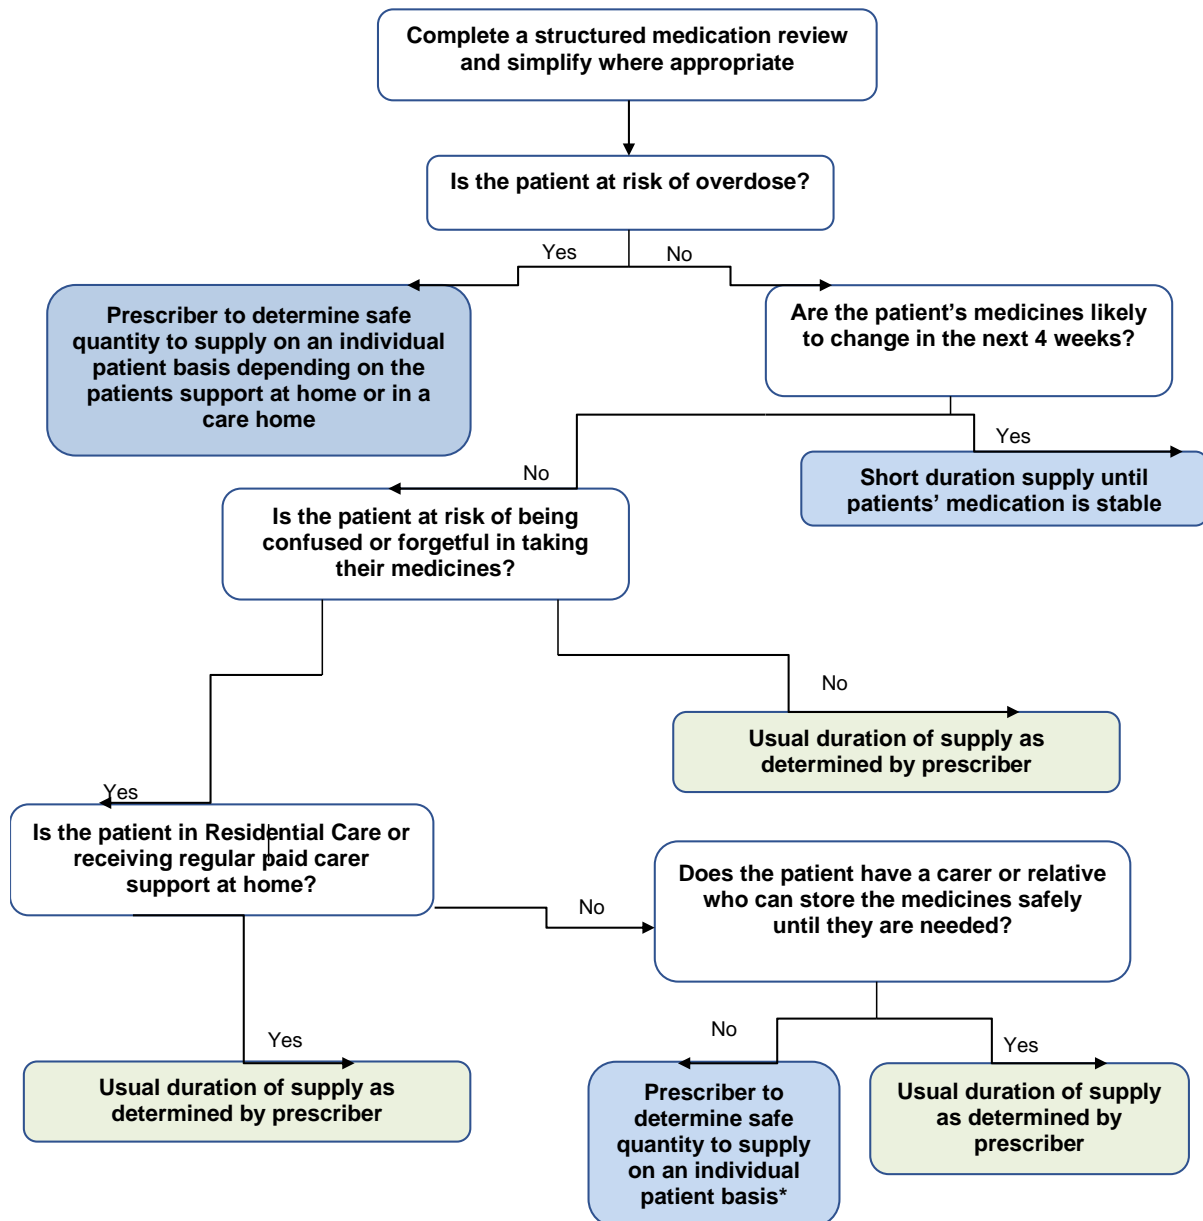 Complete a structured medication review
and simplify where appropriate
Is the patient at risk of overdose?
Yes
No
Prescriber to determine safe
quantity to supply on an individual
patient basis depending on the
patients support at home or in a
care home
Are the patient’s medicines likely
to change in the next 4 weeks?
Yes
Short duration supply until
patients’ medication is stable
No
Is the patient at risk of being
confused or forgetful in taking
their medicines?
No
Usual duration of supply as
determined by prescriber
Yes
Is the patient in Residential Care or
receiving regular paid carer
support at home?
No
Does the patient have a carer or relative
who can store the medicines safely
until they are needed?
Yes
Usual duration of supply as
determined by prescriber
No
Prescriber to
determine safe
quantity to supply
on an individual
patient basis*
Yes
Usual duration of supply
as determined by
prescriber